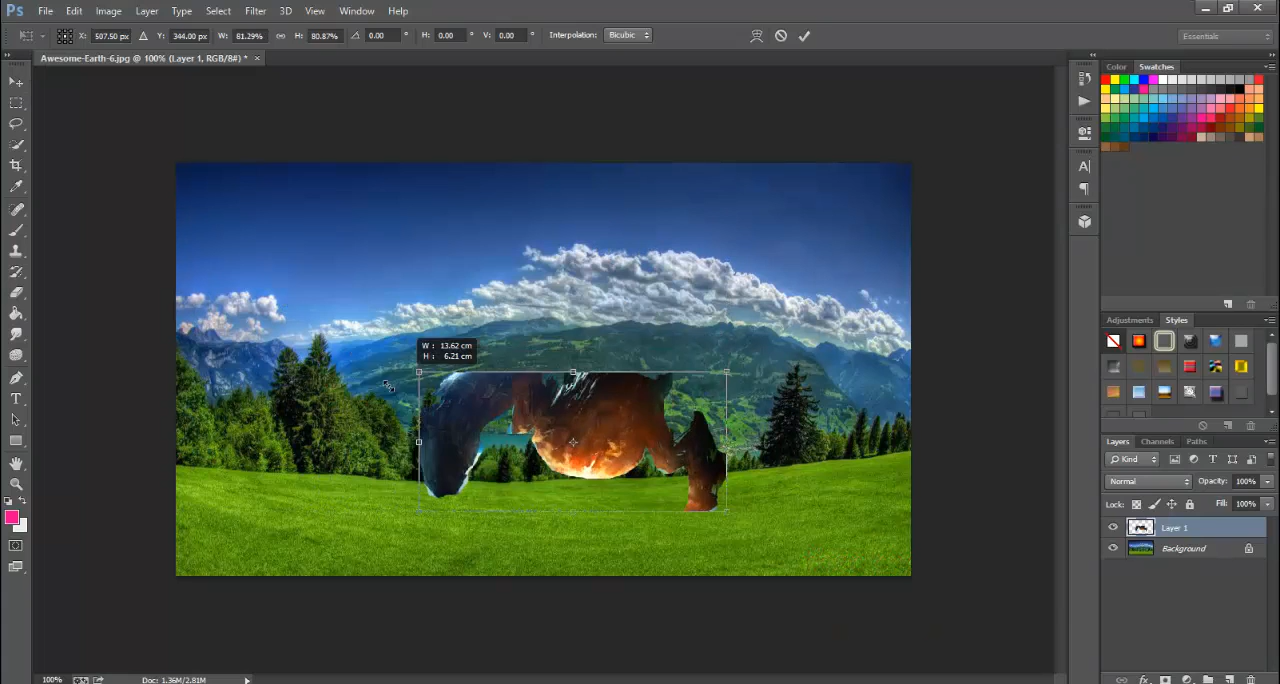 Ps File Edit Image Layer Type Select Filter 3D View Window Help
X: 507.50 px Y: 344.00 px W: 81.29% H: 80.87% 0.00 ° H: 0.00 ° V: 0.00 ° Interpolation: Bicubic Essentials
Awesome-Earth-6.jpg @ 100% (Layer 1, RGB/8#) * ×
Color Swatches
W : 13.62 cm
H : 6.21 cm
Adjustments Styles
Layers Channels Paths
Kind
Normal Opacity: 100%
Lock: Fill: 100%
Layer 1
Background
100% Doc: 1.36M/2.81M